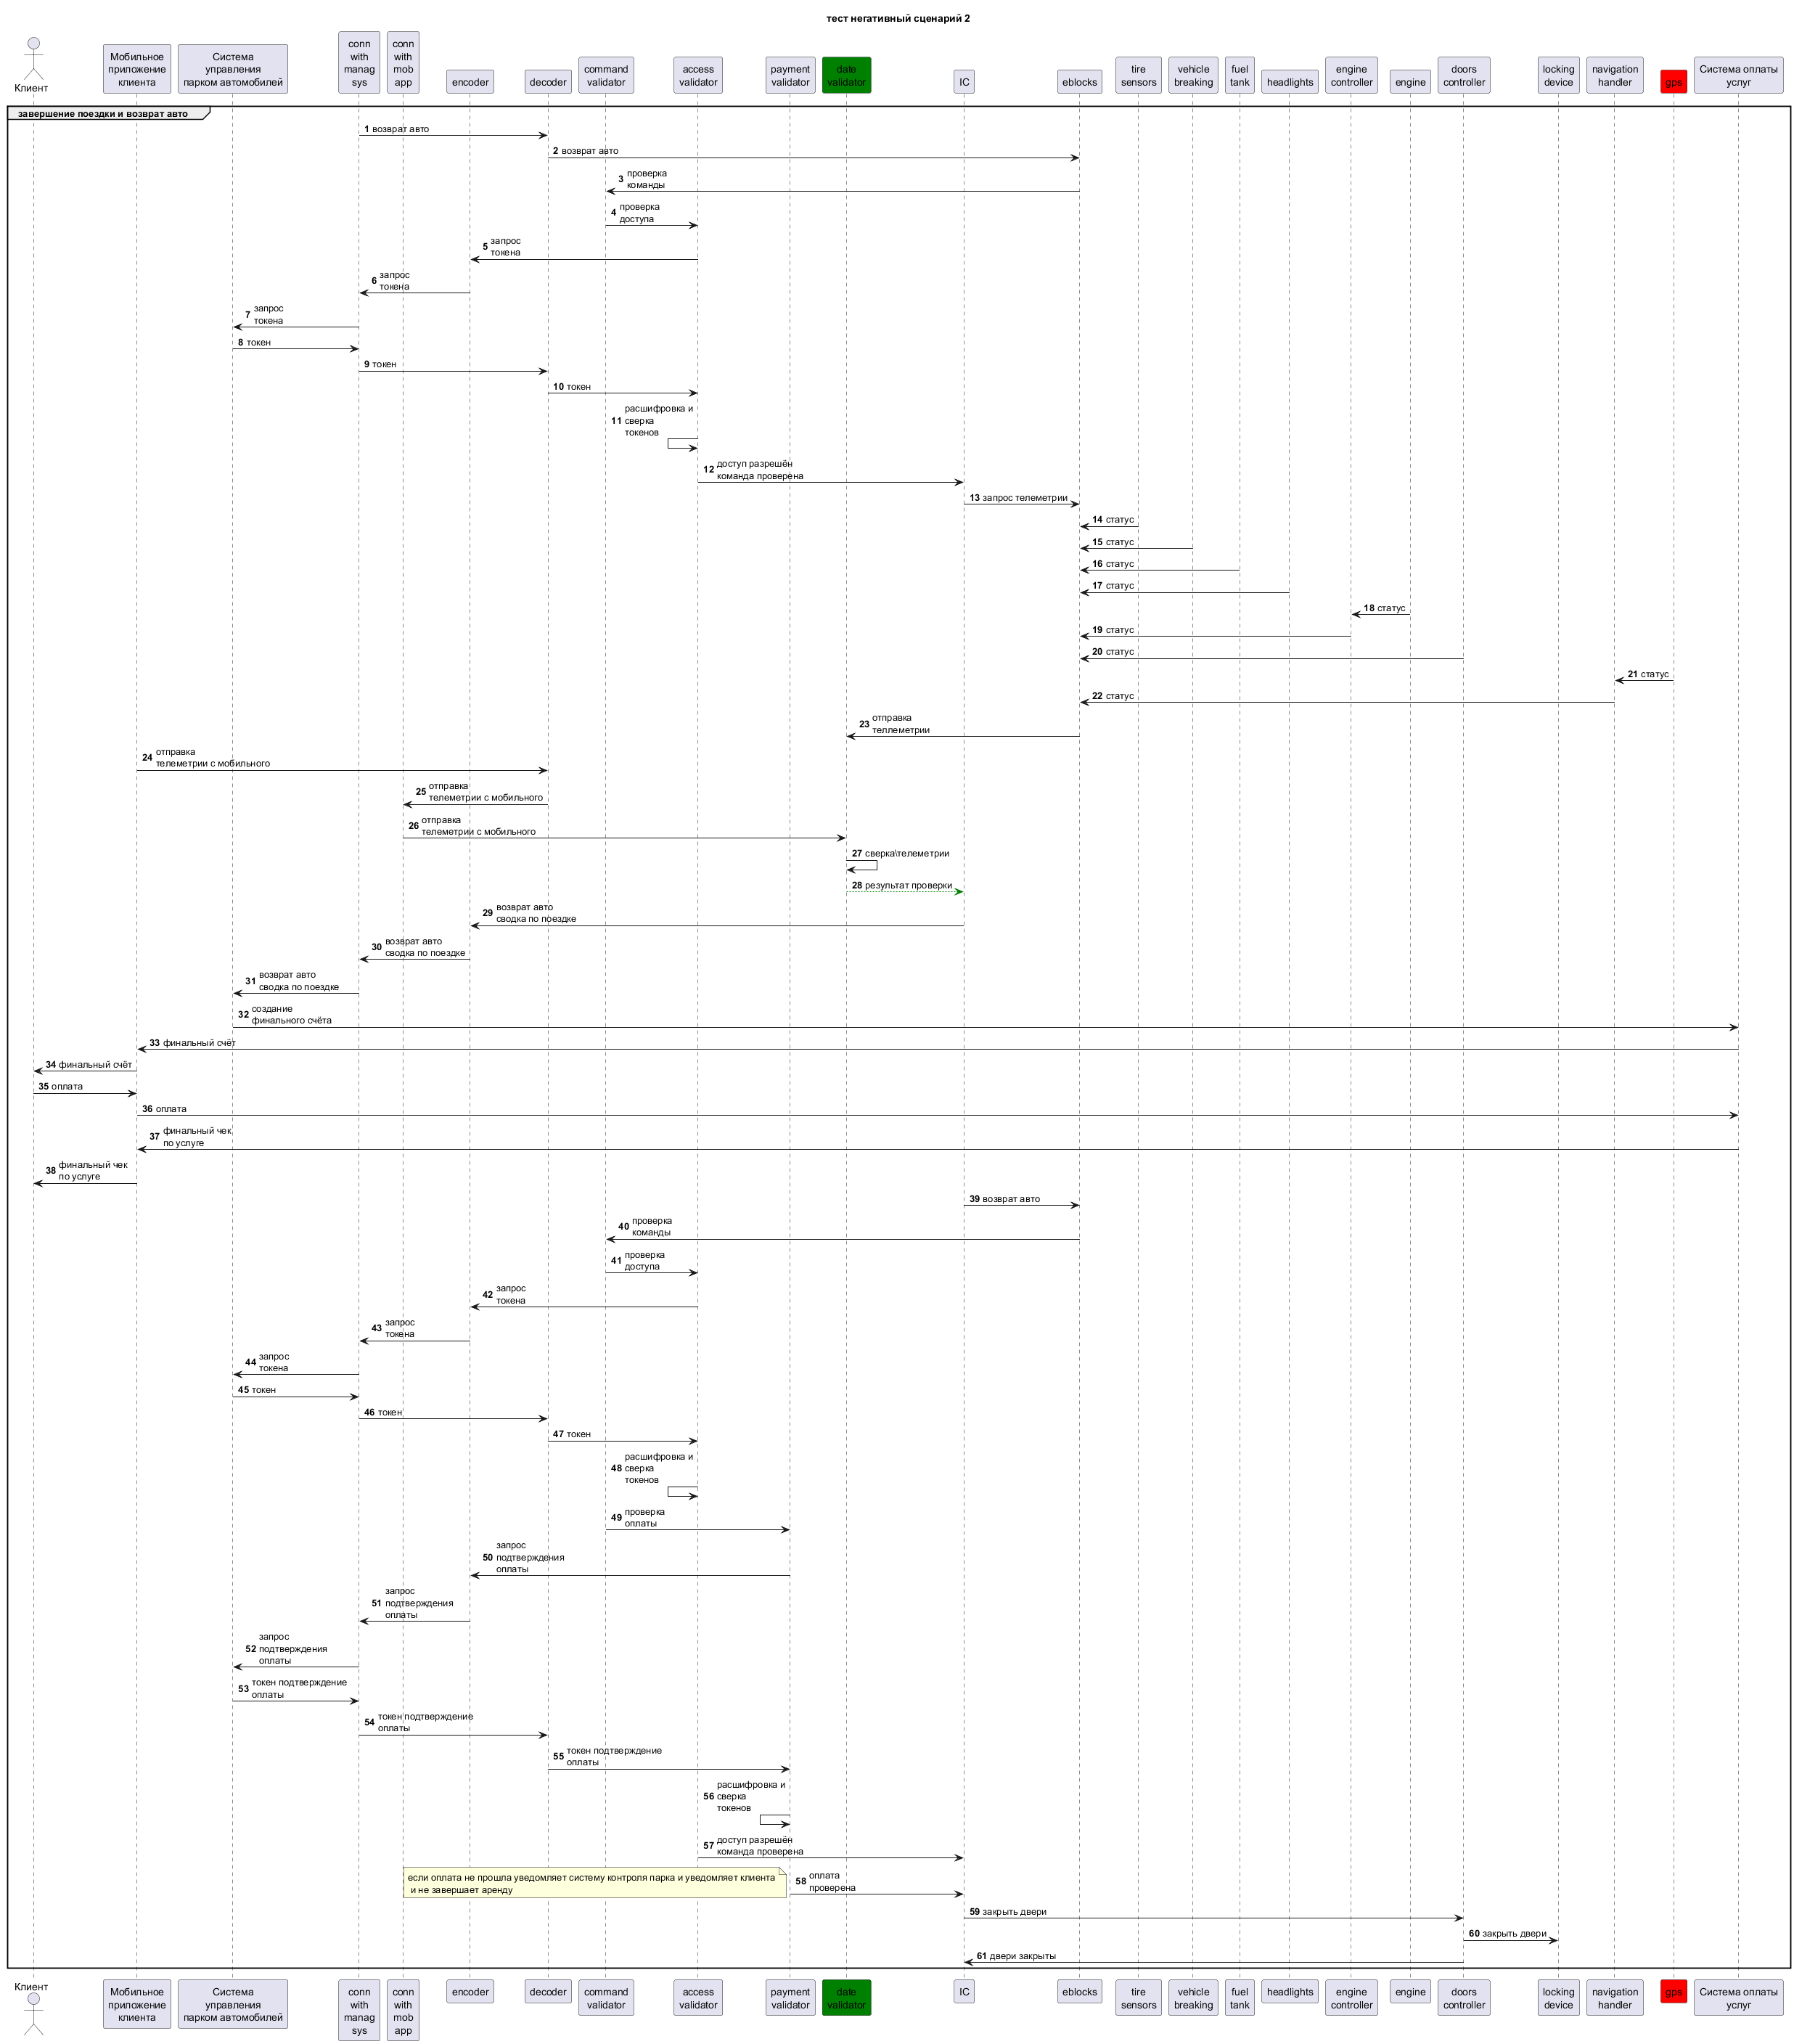 тест негативный сценарий 2
Клиент
Мобильное
приложение
клиента
Система
управления
парком автомобилей
conn
with
manag
sys
conn
with
mob
app
encoder
decoder
command
validator
access
validator
payment
validator
date
validator
IC
eblocks
tire
sensors
vehicle
breaking
fuel
tank
headlights
engine
controller
engine
doors
controller
locking
device
navigation
handler
gps
Система оплаты
услуг
завершение поездки и возврат авто
1 возврат авто
2 возврат авто
3 проверка
команды
4 проверка
доступа
5 запрос
токена
6 запрос
токена
7 запрос
токена
8 токен
9 токен
10 токен
11 расшифровка и
сверка
токенов
12 доступ разрешён
команда проверена
13 запрос телеметрии
14 статус
15 статус
16 статус
17 статус
18 статус
19 статус
20 статус
21 статус
22 статус
23 отправка
теллеметрии
24 отправка
телеметрии с мобильного
25 отправка
телеметрии с мобильного
26 отправка
телеметрии с мобильного
27 сверка\телеметрии
28 результат проверки
29 возврат авто
сводка по поездке
30 возврат авто
сводка по поездке
31 возврат авто
сводка по поездке
32 создание
финального счёта
33 финальный счёт
34 финальный счёт
35 оплата
36 оплата
37 финальный чек
по услуге
38 финальный чек
по услуге
39 возврат авто
40 проверка
команды
41 проверка
доступа
42 запрос
токена
43 запрос
токена
44 запрос
токена
45 токен
46 токен
47 токен
48 расшифровка и
сверка
токенов
49 проверка
оплаты
50 запрос
подтверждения
оплаты
51 запрос
подтверждения
оплаты
52 запрос
подтверждения
оплаты
53 токен подтверждение
оплаты
54 токен подтверждение
оплаты
55 токен подтверждение
оплаты
56 расшифровка и
сверка
токенов
57 доступ разрешён
команда проверена
если оплата не прошла уведомляет систему контроля парка и уведомляет клиента
и не завершает аренду
58 оплата
проверена
59 закрыть двери
60 закрыть двери
61 двери закрыты
Клиент
Мобильное
приложение
клиента
Система
управления
парком автомобилей
conn
with
manag
sys
conn
with
mob
app
encoder
decoder
command
validator
access
validator
payment
validator
date
validator
IC
eblocks
tire
sensors
vehicle
breaking
fuel
tank
headlights
engine
controller
engine
doors
controller
locking
device
navigation
handler
gps
Система оплаты
услуг